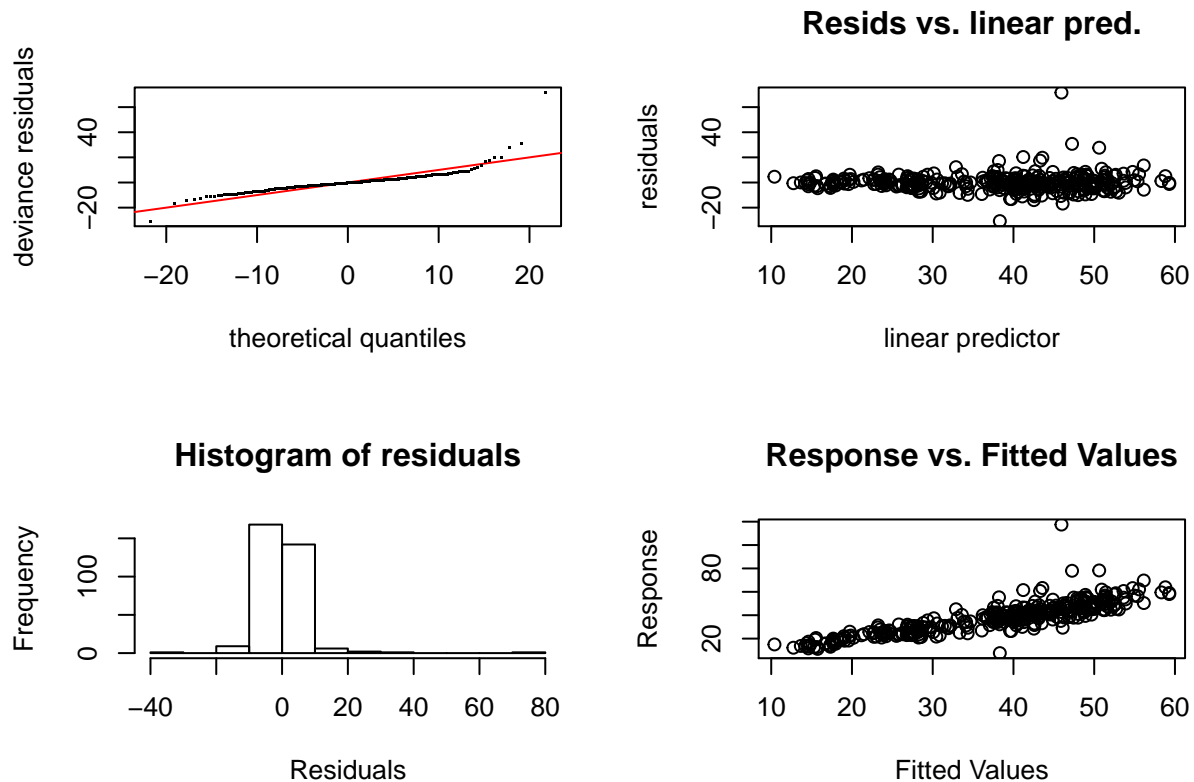 deviance residuals
−20
40
−20
−10
0
10
20
theoretical quantiles
Resids vs. linear pred.
residuals
−20
40
10
20
30
40
50
60
linear predictor
Histogram of residuals
Frequency
0
100
−40
0
20
40
60
80
Residuals
Response vs. Fitted Values
Response
20
80
10
20
30
40
50
60
Fitted Values